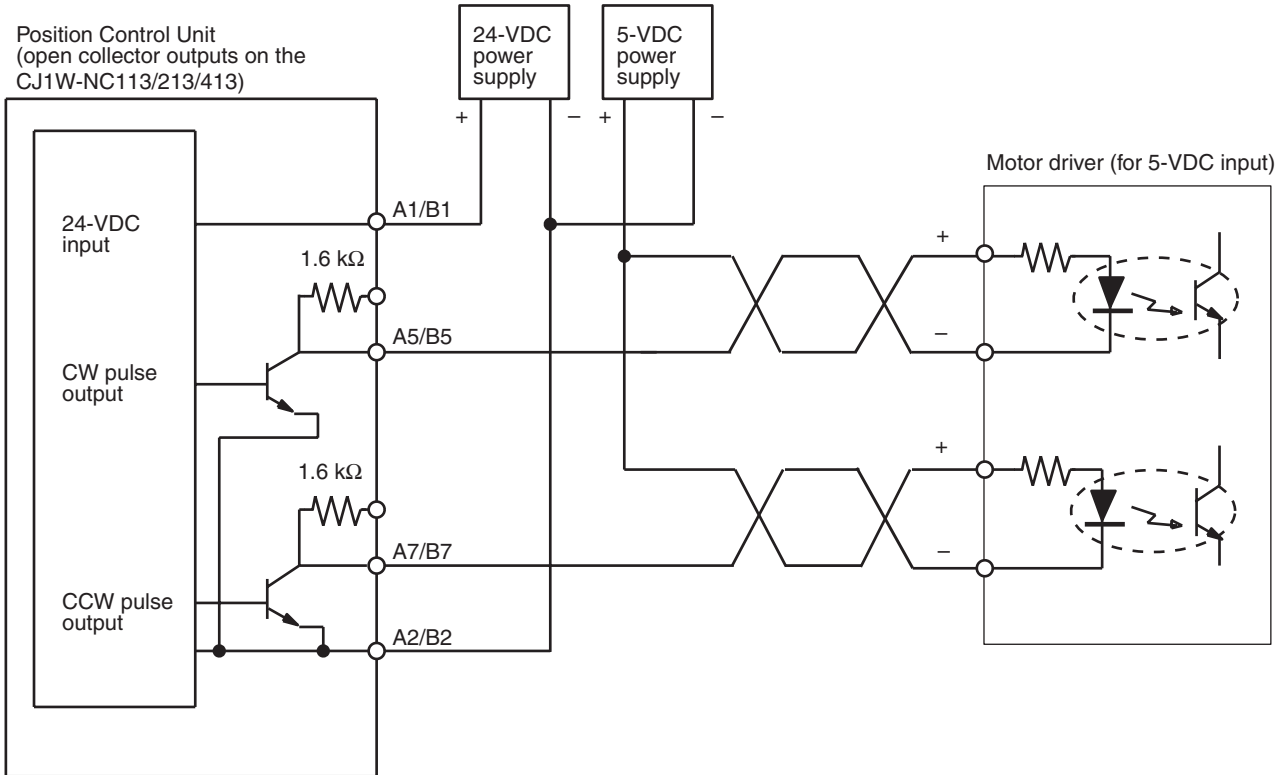 Position Control Unit
(open collector outputs on the
CJ1W-NC113/213/413)
24-VDC
power
supply
5-VDC
power
supply
+
–
+
–
Motor driver (for 5-VDC input)
24-VDC
input
A1/B1
1.6 kΩ
+
A5/B5
–
CW pulse
output
1.6 kΩ
+
A7/B7
–
CCW pulse
output
A2/B2